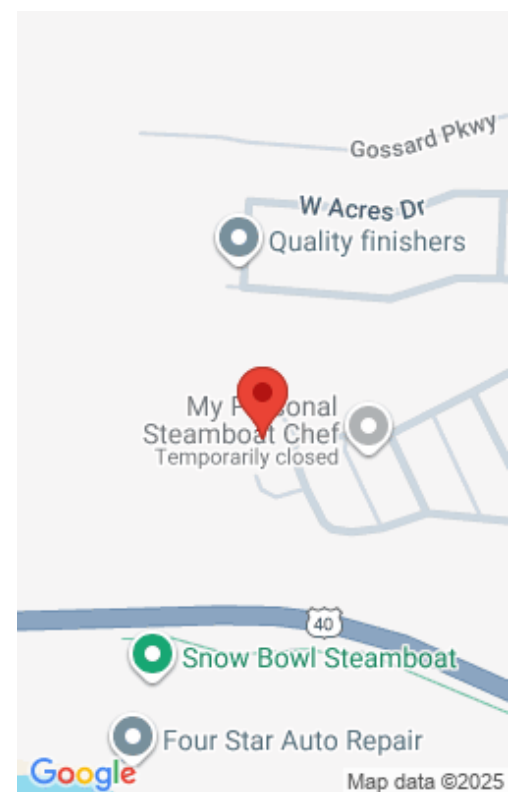 Gossard Pkwy
W Acres Dr
Quality finishers
My
Steamboat Chef
Temporarily closed
40
Snow Bowl Steamboat
Four Star Auto Repair
Google
Map data ©2025